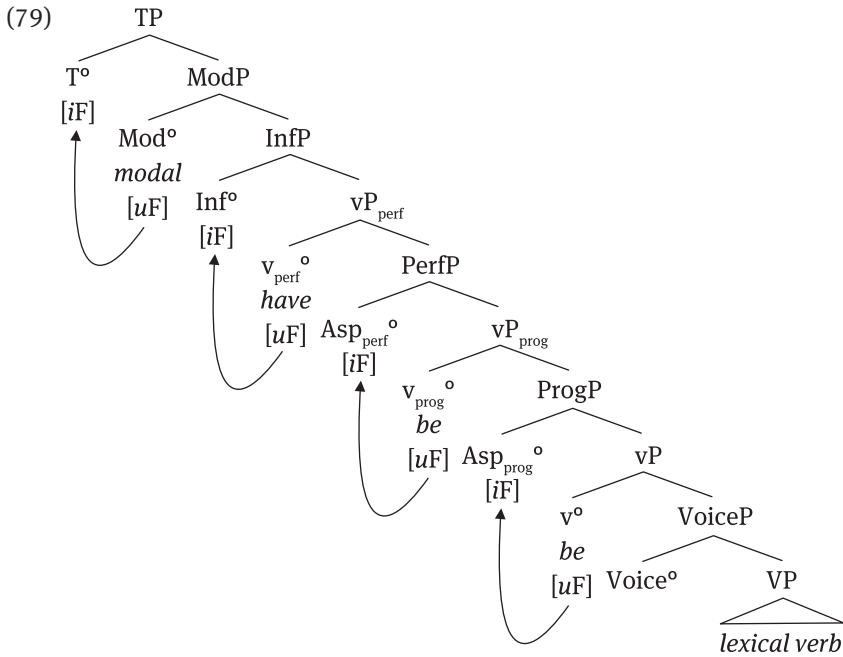 (79) TP
T° ModP
[iF]
Mod° InfP
modal
[uF] Inf° vPperf
[iF]
vperf° PerfP
have
[uF] Aspperf° vPprog
[iF]
vprog° ProgP
be
[uF] Aspprog° vP
[iF]
v° VoiceP
be
[uF] Voice° VP
lexical verb